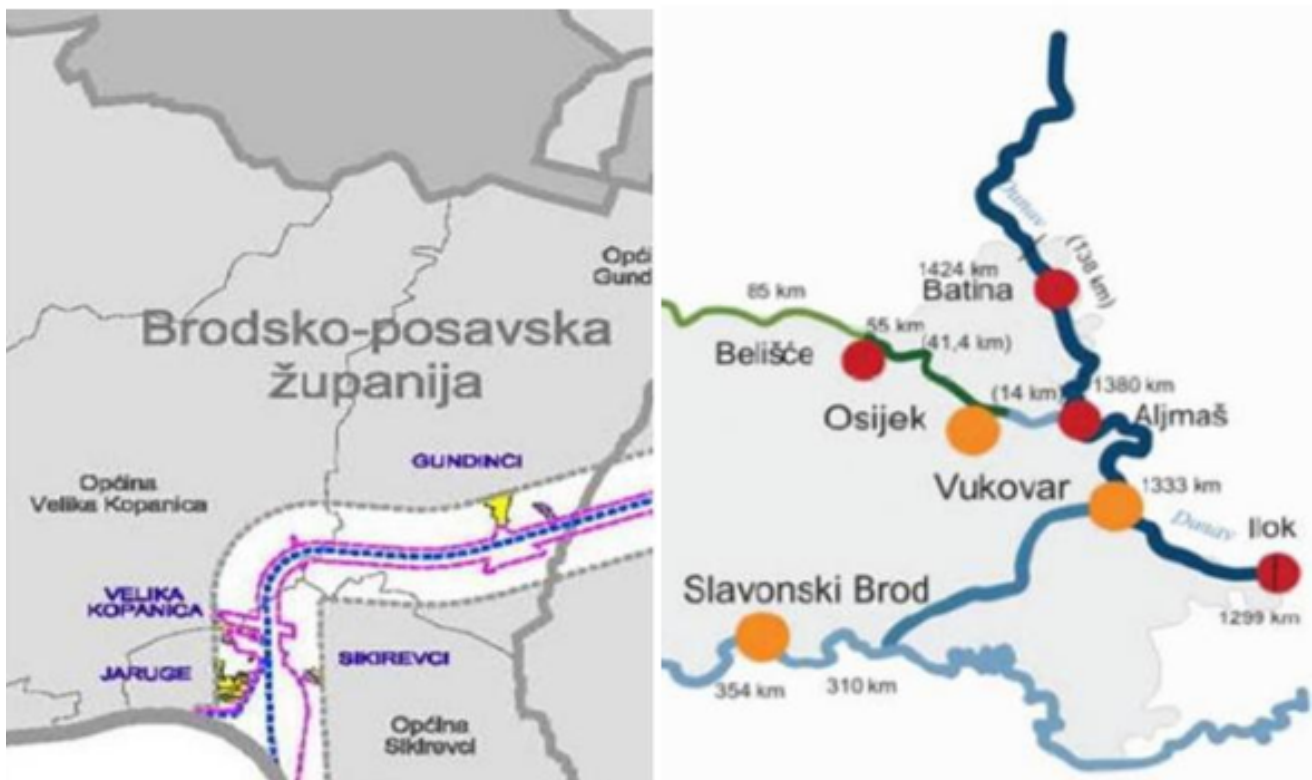 Opći
Gund
Brodsko-posavska
županija
GUNDINCI
Općina
Velika Kopanica
VELIKA
KOPANICA
JARUGE
SIKIREVCI
Općina
Sikirevci
Dunav
1424 km
(138 km)
Batina
85 km
55 km
Belišće
(41,4 km)
(14 km)
1380 km
Osijek
Aljmaš
Vukovar
1333 km
Dunav
Ilok
Slavonski Brod
1299 km
354 km
310 km